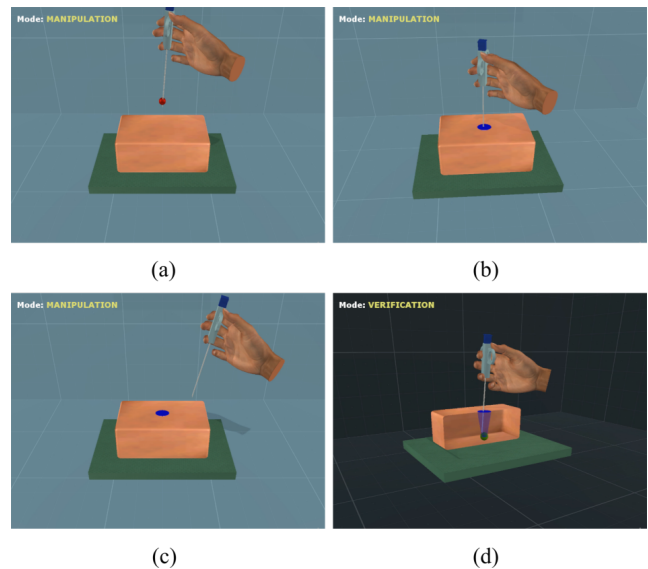 Mode: MANIPULATION
Mode: MANIPULATION
(a)
(b)
Mode: MANIPULATION
Mode: VERIFICATION
(c)
(d)